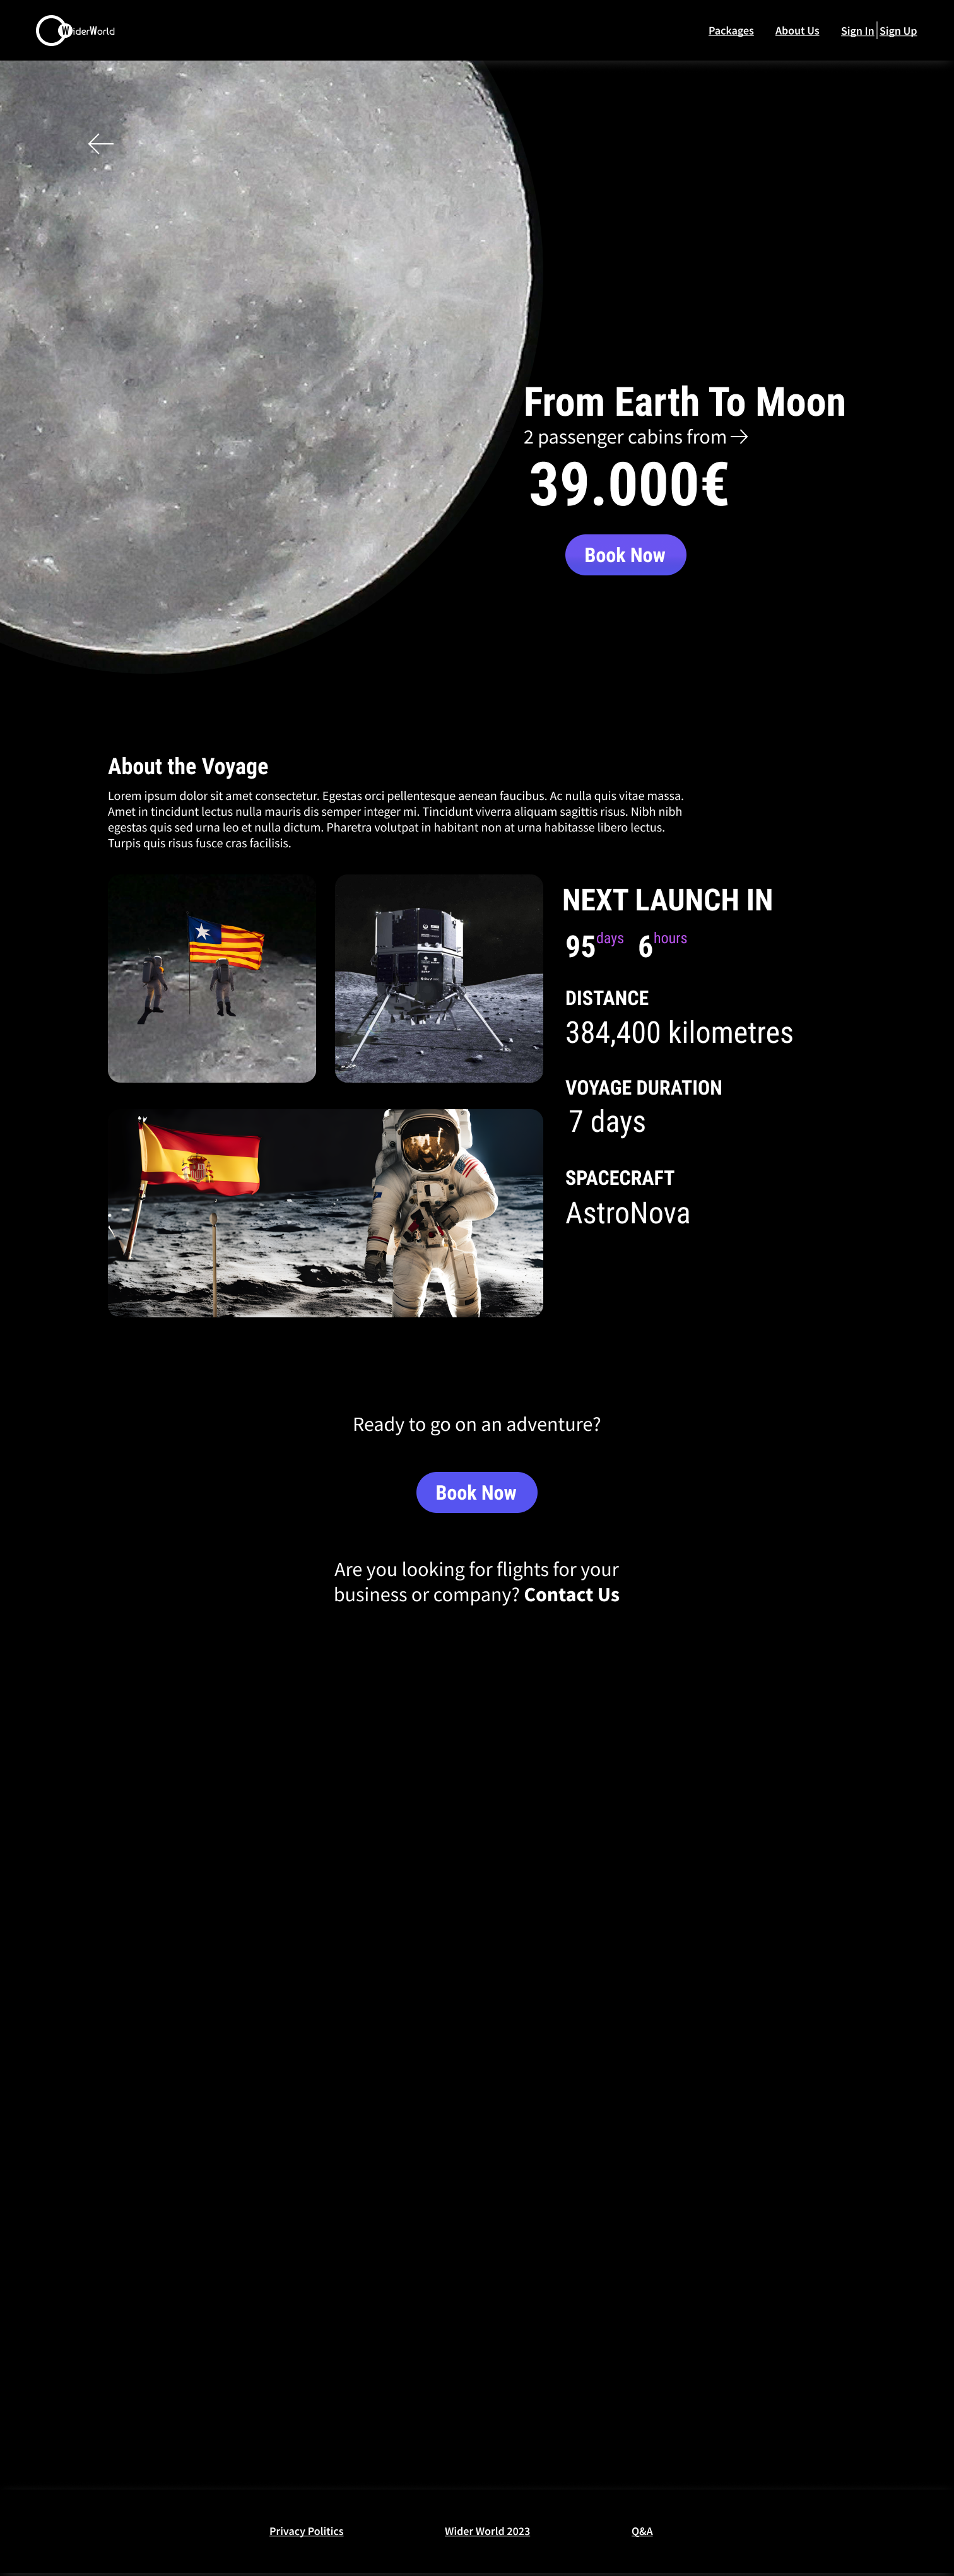 WiderWorld
Packages
About Us
Sign In
Sign Up
From Earth To Moon
2 passenger cabins from
39.000€
Book Now
About the Voyage
Lorem ipsum dolor sit amet consectetur. Egestas orci pellentesque aenean faucibus. Ac nulla quis vitae massa.
Amet in tincidunt lectus nulla mauris dis semper integer mi. Tincidunt viverra aliquam sagittis risus. Nibh nibh
egestas quis sed urna leo et nulla dictum. Pharetra volutpat in habitant non at urna habitasse libero lectus.
Turpis quis risus fusce cras facilisis.
NEXT LAUNCH IN
95 days 6 hours
DISTANCE
384,400 kilometres
VOYAGE DURATION
7 days
SPACECRAFT
AstroNova
Ready to go on an adventure?
Book Now
Are you looking for flights for your
business or company? Contact Us
Privacy Politics
Wider World 2023
Q&A